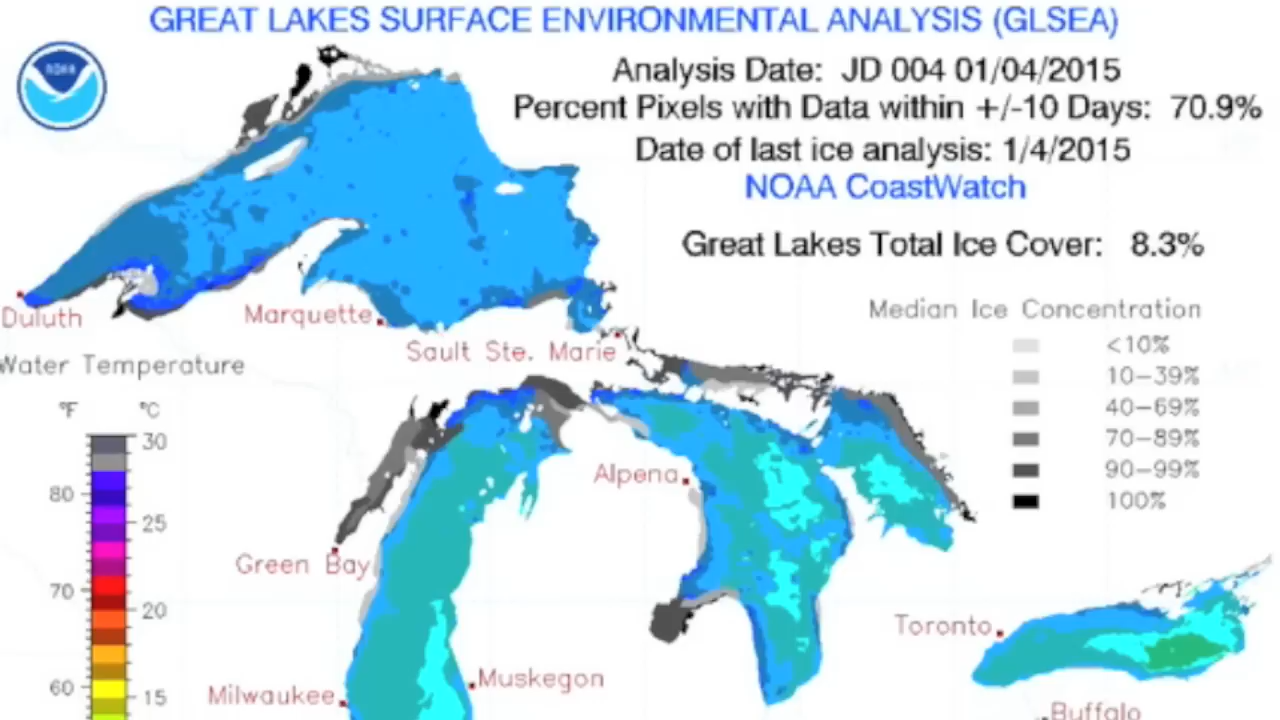 GREAT LAKES SURFACE ENVIRONMENTAL ANALYSIS (GLSEA)
NOAA
Analysis Date: JD 004 01/04/2015
Percent Pixels with Data within +/-10 Days: 70.9%
Date of last ice analysis: 1/4/2015
NOAA CoastWatch
Great Lakes Total Ice Cover: 8.3%
Median Ice Concentration
<10%
10-39%
40-69%
70-89%
90-99%
100%
Duluth
Marquette
Sault Ste. Marie
Water Temperature
°F °C
30
80
25
70
20
60
15
Alpena
Green Bay
Toronto
Milwaukee
Muskegon
Buffalo